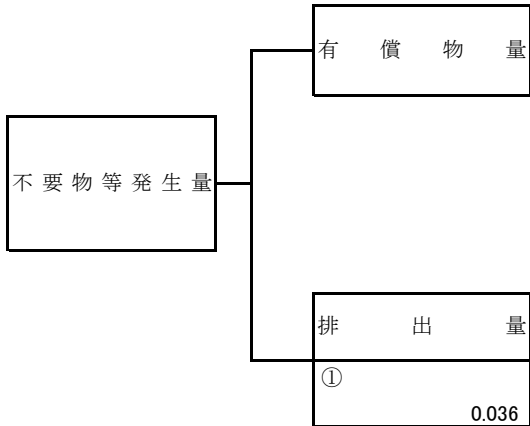 有償物量
不要物等発生量
排出量
①
0.036